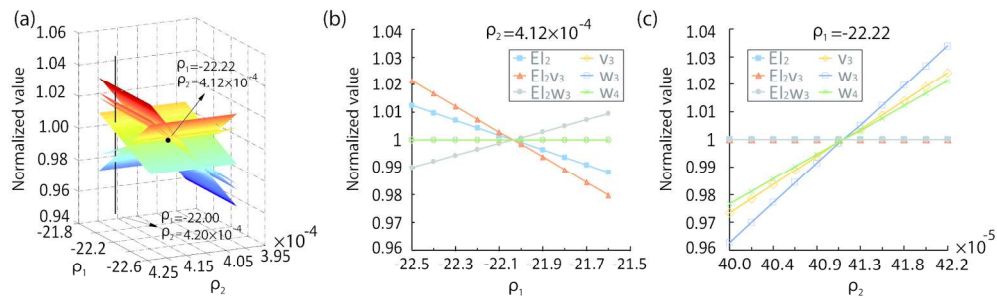 (a)
1.06
1.04
1.02
1.00
0.98
0.96
0.94
Normalized value
ρ1=-22.22
ρ2=4.12×10-4
ρ1=-22.00
ρ2=4.20×10-4
-21.8
-22.2
-22.6
ρ1
4.25
4.15
4.05
3.95
×10-4
ρ2
(b)
ρ2=4.12×10-4
1.04
1.03
1.02
1.01
1
0.99
0.98
0.97
0.96
Normalized value
EI2
EI2v3
EI2w3
v3
w3
w4
-22.5
-22.3
-22.1
-21.9
-21.7
-21.5
ρ1
(c)
ρ1=-22.22
1.04
1.03
1.02
1.01
1
0.99
0.98
0.97
0.96
Normalized value
EI2
EI2v3
EI2w3
v3
w3
w4
40.0
40.4
40.9
41.3
41.8
42.2
×10-5
ρ2